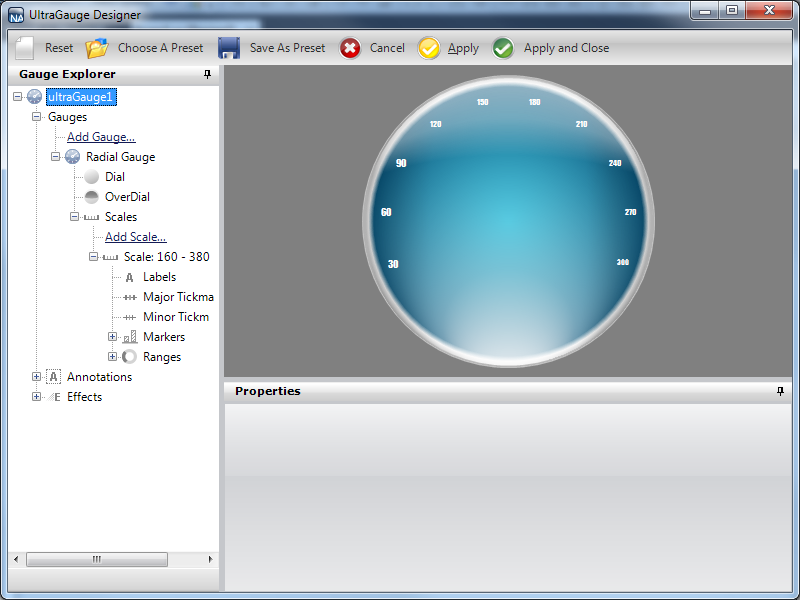 UltraGauge Designer
Reset Choose A Preset Save As Preset Cancel Apply Apply and Close
Gauge Explorer
ultraGauge1
Gauges
Add Gauge...
Radial Gauge
Dial
OverDial
Scales
Add Scale...
Scale: 160 - 380
A Labels
Major Tickma
Minor Tickm
Markers
Ranges
A Annotations
E Effects
150 180
120 210
90 240
60 270
30 300
Properties